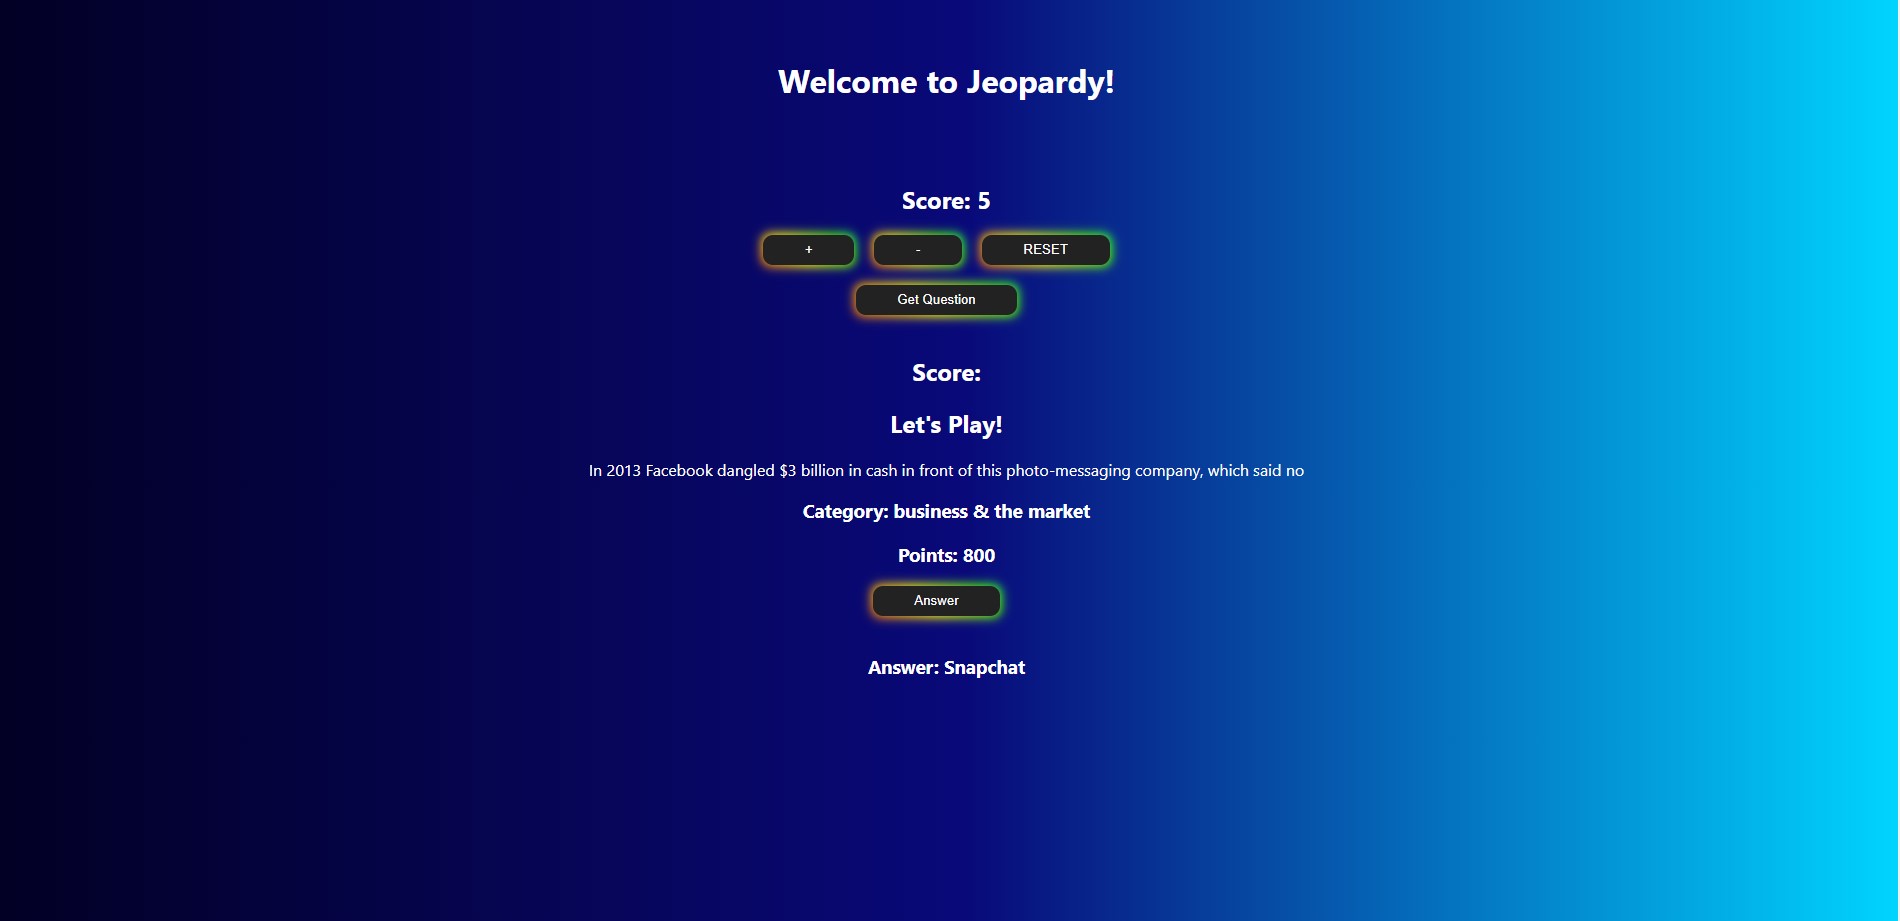 Welcome to Jeopardy!
Score: 5
+ - RESET
Get Question
Score:
Let's Play!
In 2013 Facebook dangled $3 billion in cash in front of this photo-messaging company, which said no
Category: business & the market
Points: 800
Answer
Answer: Snapchat